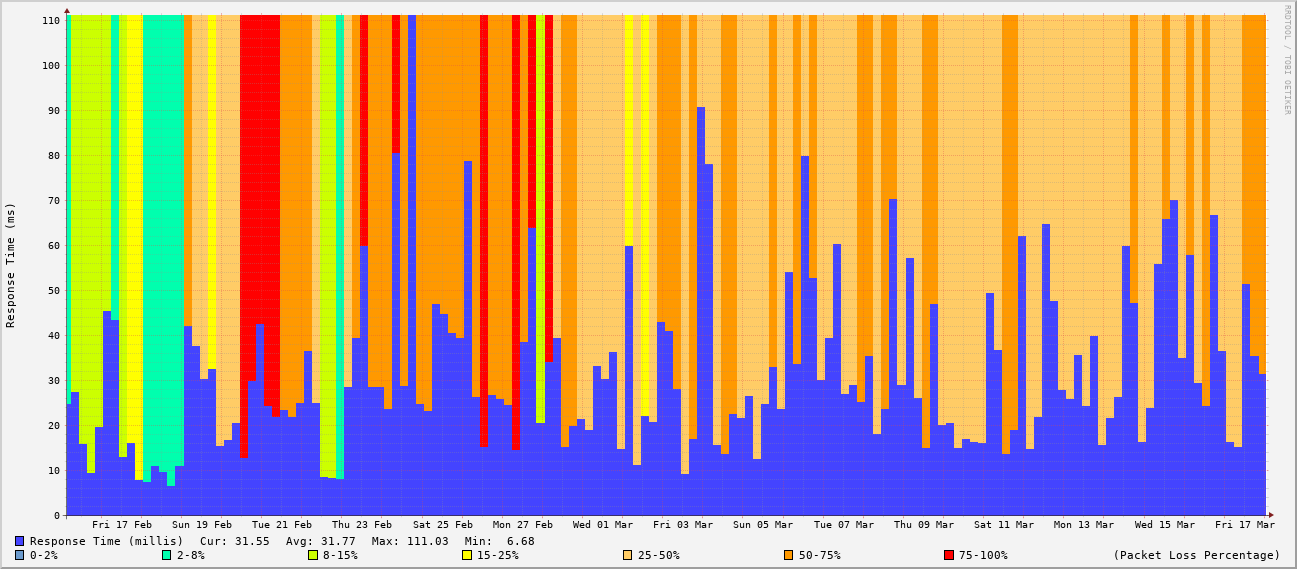 RRDTOOL / TOBI OETIKER
Response Time (ms)
110
100
90
80
70
60
50
40
30
20
10
0
Fri 17 Feb Sun 19 Feb Tue 21 Feb Thu 23 Feb Sat 25 Feb Mon 27 Feb Wed 01 Mar Fri 03 Mar Sun 05 Mar Tue 07 Mar Thu 09 Mar Sat 11 Mar Mon 13 Mar Wed 15 Mar Fri 17 Mar
Response Time (millis) Cur: 31.55 Avg: 31.77 Max: 111.03 Min: 6.68
0-2% 2-8% 8-15% 15-25% 25-50% 50-75% 75-100% (Packet Loss Percentage)